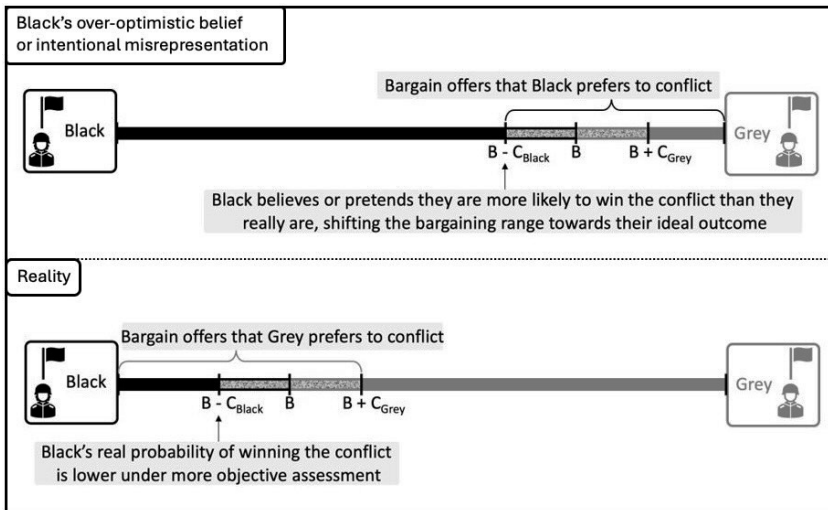 Black's over-optimistic belief
or intentional misrepresentation
Bargain offers that Black prefers to conflict
Black
Grey
B - CBlack
B
B + CGrey
Black believes or pretends they are more likely to win the conflict than they
really are, shifting the bargaining range towards their ideal outcome
Reality
Bargain offers that Grey prefers to conflict
Black
Grey
B - CBlack
B
B + CGrey
Black's real probability of winning the conflict
is lower under more objective assessment